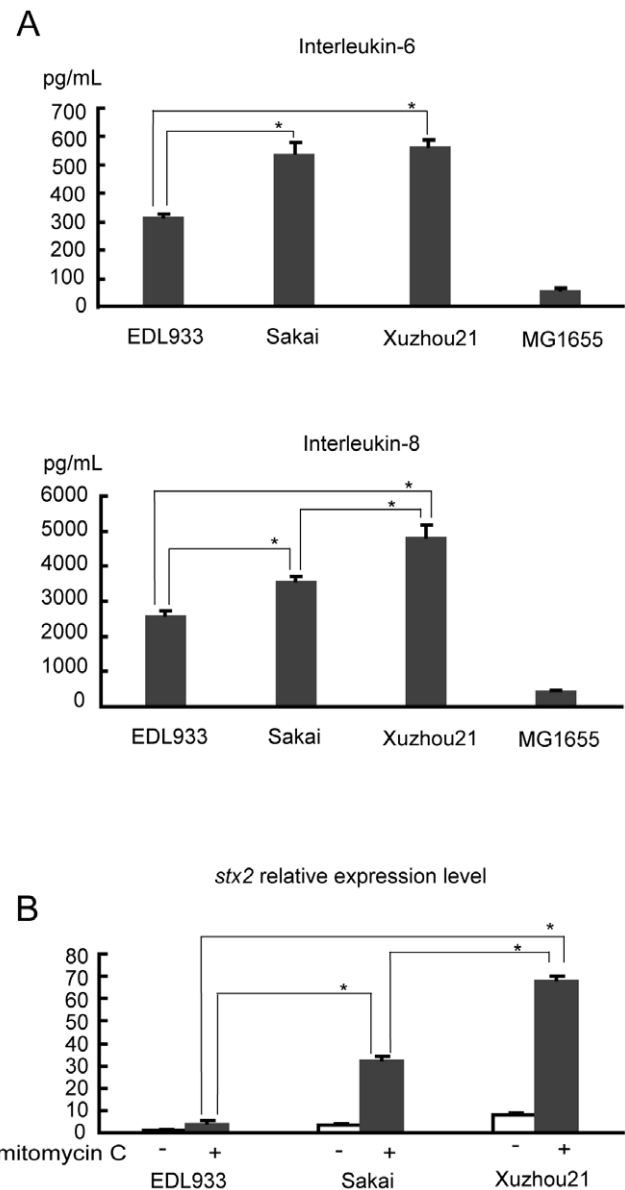 A
Interleukin-6
pg/mL
700
*
600
*
500
400
300
200
100
0
EDL933 Sakai Xuzhou21 MG1655
Interleukin-8
pg/mL
6000
*
5000
*
*
4000
3000
2000
1000
0
EDL933 Sakai Xuzhou21 MG1655
stx2 relative expression level
B
80
*
70
*
60
*
50
40
30
20
10
0
mitomycin C - + - + - +
EDL933 Sakai Xuzhou21